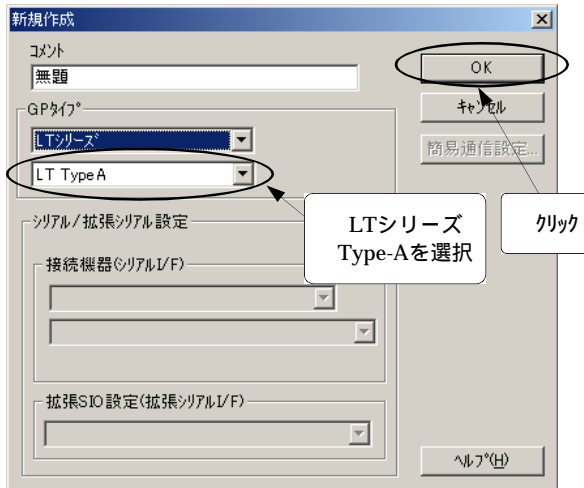 新規作成
コメント
無題
OK
GPタイプ
キャンセル
LTシリーズ
簡易通信設定...
LT Type A
LTシリーズ
Type-Aを選択
クリック
シリアル/拡張シリアル設定
接続機器(シリアルI/F)
拡張SIO設定(拡張シリアルI/F)
ヘルプ(H)